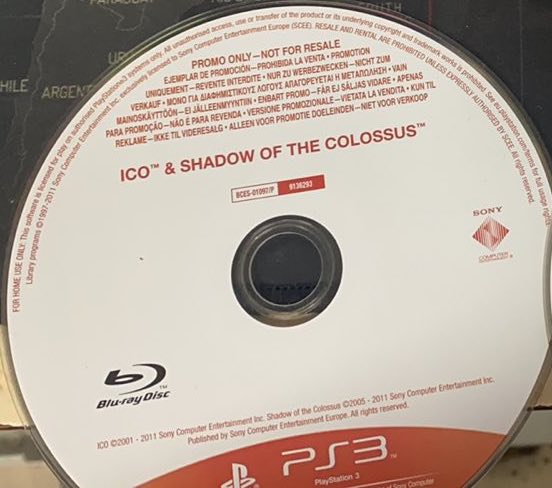 PARAGUAY
SOUTH
URU
HILE
ARGENT
FOR HOME USE ONLY: This software is licensed for play on authorised PlayStation®3 systems only. All unauthorised access, use or transfer of the product or its underlying copyright and trademark works is prohibited. See eu.playstation.com/terms for full usage rights.
Library programs ©1997-2011 Sony Computer Entertainment Inc. exclusively licensed to Sony Computer Entertainment Europe (SCEE). RESALE AND RENTAL ARE PROHIBITED UNLESS EXPRESSLY AUTHORISED BY SCEE. All rights reserved.
PROMO ONLY – NOT FOR RESALE
EJEMPLAR DE PROMOCIÓN – PROHIBIDA LA VENTA • PROMOTION
UNIQUEMENT – REVENTE INTERDITE • NUR ZU WERBEZWECKEN – NICHT ZUM
VERKAUF • ΜΟΝΟ ΓΙΑ ΔΙΑΦΗΜΙΣΤΙΚΟΥΣ ΛΟΓΟΥΣ ΑΠΑΓΟΡΕΥΕΤΑΙ Η ΜΕΤΑΠΩΛΗΣΗ • VAIN
MAINOSKÄYTTÖÖN – EI JÄLLEENMYYNTIIN • ENBART PROMO – FÅR EJ SÄLJAS VIDARE • APENAS
PARA PROMOÇÃO – NÃO É PARA REVENDA • VERSIONE PROMOZIONALE – VIETATA LA VENDITA • KUN TIL
REKLAME – IKKE TIL VIDERESALG • ALLEEN VOOR PROMOTIE DOELEINDEN – NIET VOOR VERKOOP
ICO™ & SHADOW OF THE COLOSSUS™
BCES-01097/P 9136293
SONY
COMPUTER
ENTERTAINMENT ®
Blu-ray Disc
ICO ©2001 - 2011 Sony Computer Entertainment Inc. Shadow of the Colossus ©2005 - 2011 Sony Computer Entertainment Inc.
Published by Sony Computer Entertainment Europe. All rights reserved.
PS3™
PlayStation 3
of Sony Computer